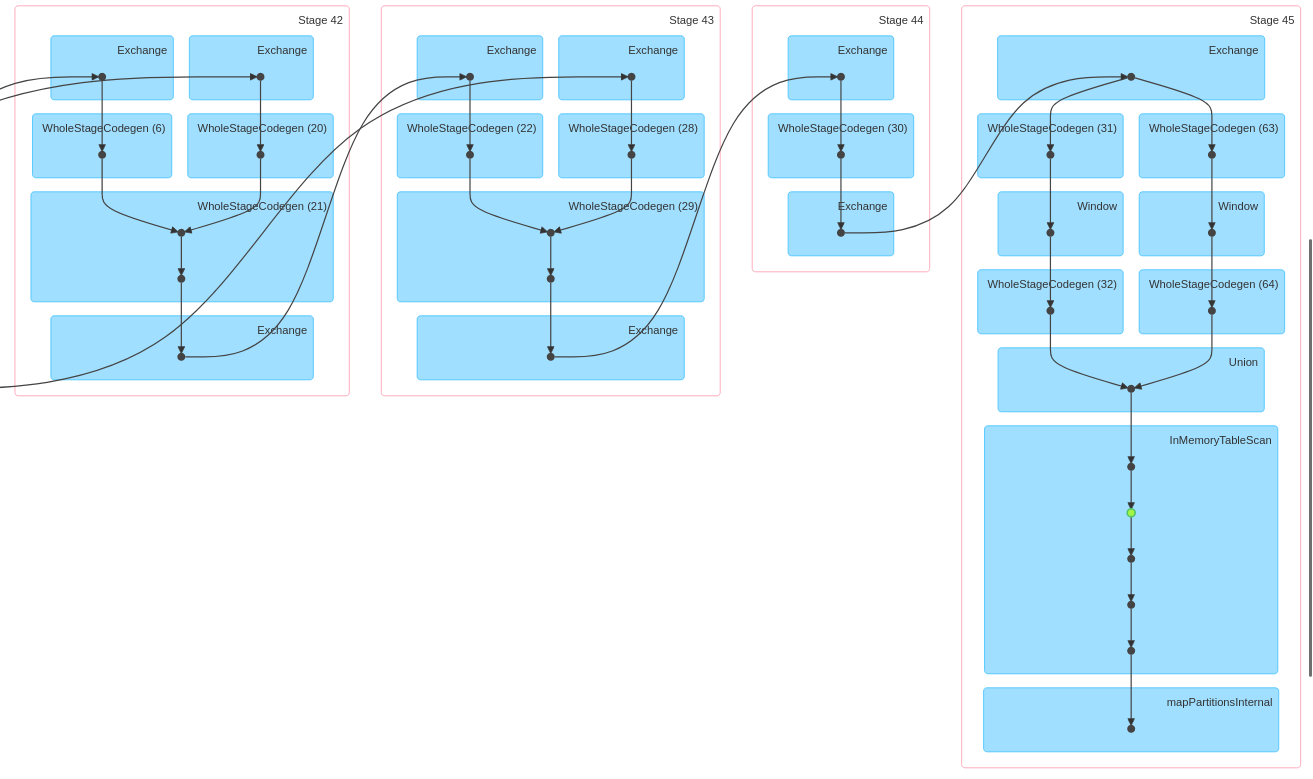 Stage 42
Exchange
Exchange
WholeStageCodegen (6)
WholeStageCodegen (20)
WholeStageCodegen (21)
Exchange
Stage 43
Exchange
Exchange
WholeStageCodegen (22)
WholeStageCodegen (28)
WholeStageCodegen (29)
Exchange
Stage 44
Exchange
WholeStageCodegen (30)
Exchange
Stage 45
Exchange
WholeStageCodegen (31)
WholeStageCodegen (63)
Window
Window
WholeStageCodegen (32)
WholeStageCodegen (64)
Union
InMemoryTableScan
mapPartitionsInternal